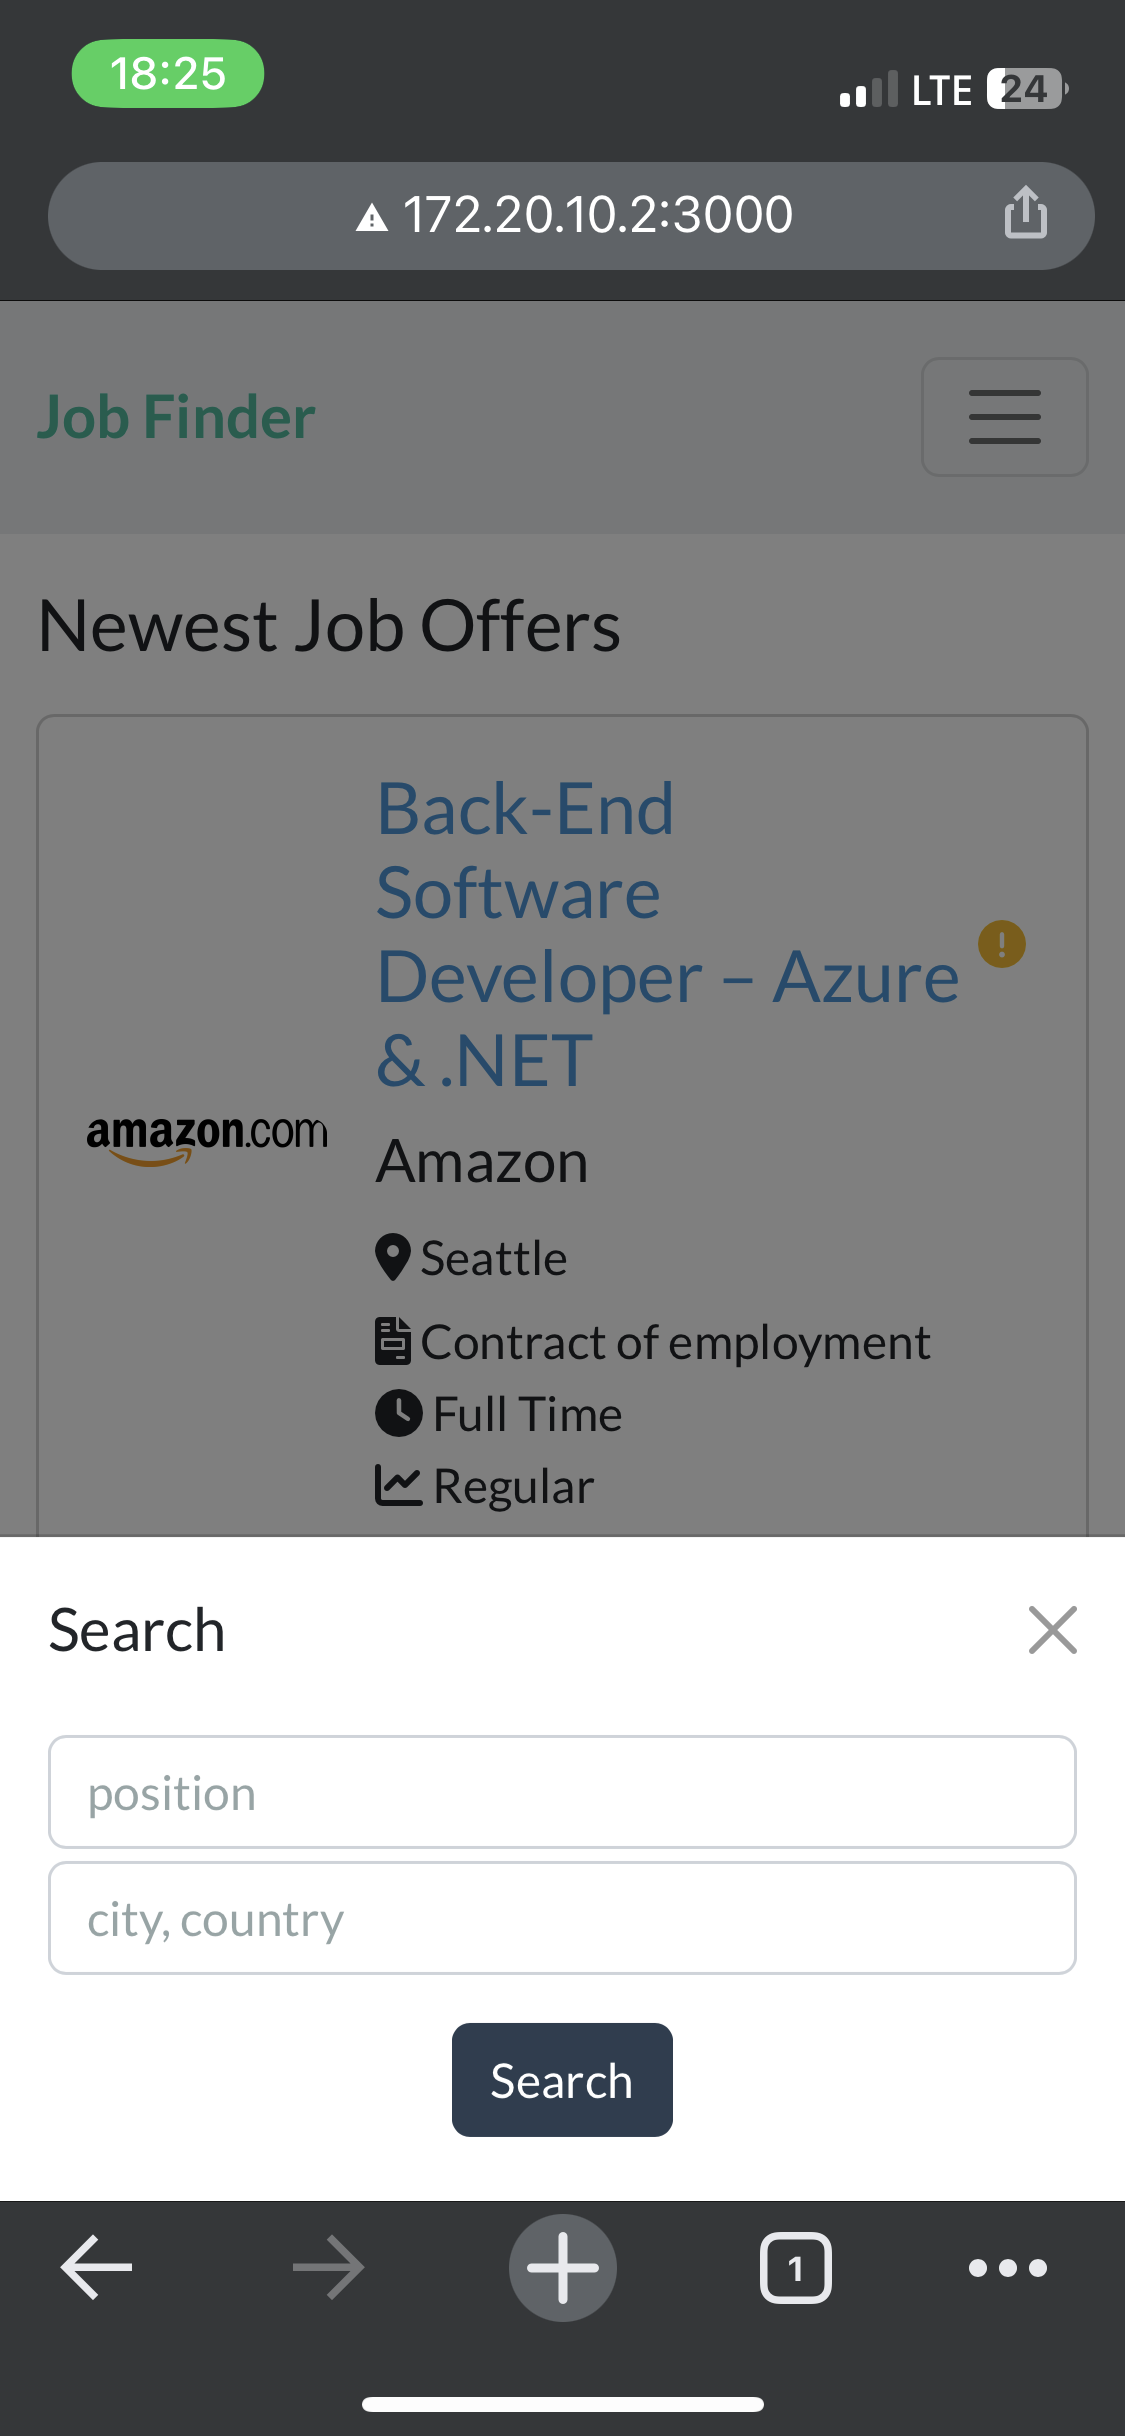 18:25
LTE 24
172.20.10.2:3000
Job Finder
Newest Job Offers
Back-End
Software
Developer – Azure
& .NET
amazon.com
Amazon
Seattle
Contract of employment
Full Time
Regular
Search
position
city, country
Search
1